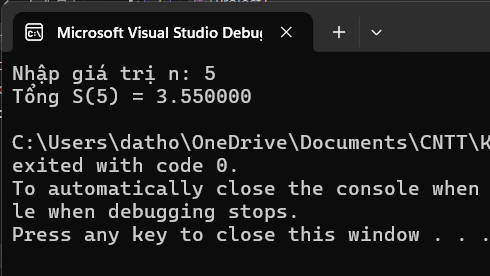 Microsoft Visual Studio Debug
Nhập giá trị n: 5
Tổng S(5) = 3.550000
C:\Users\datho\OneDrive\Documents\CNTT\K
exited with code 0.
To automatically close the console when
le when debugging stops.
Press any key to close this window . . .